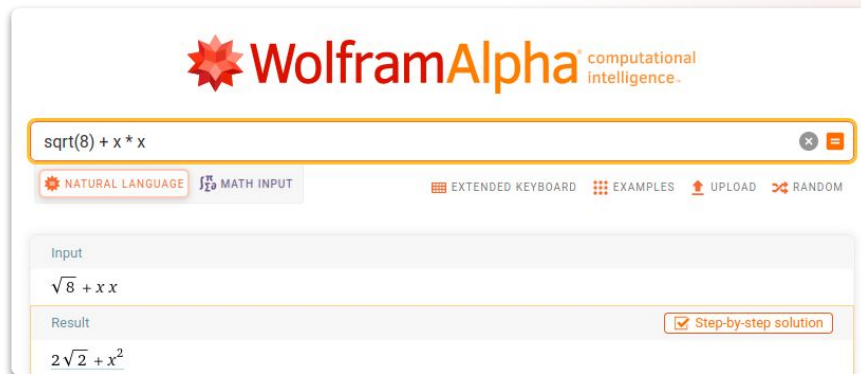 WolframAlpha computational intelligence™
sqrt(8) + x * x
NATURAL LANGUAGE MATH INPUT EXTENDED KEYBOARD EXAMPLES UPLOAD RANDOM
Input
√8 + x x
Result Step-by-step solution
2√2 + x²